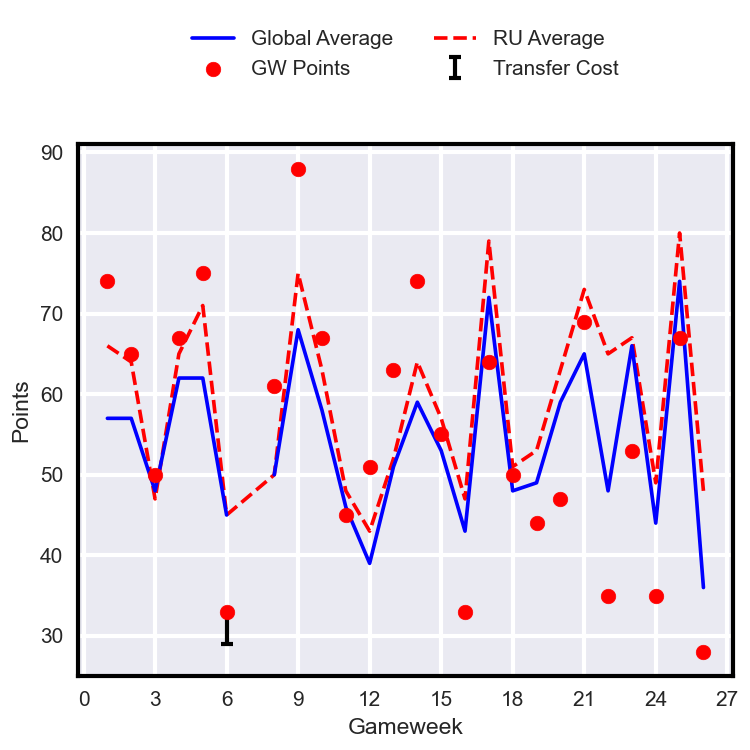 Global Average
RU Average
GW Points
Transfer Cost
90
80
70
60
50
40
30
Points
0 3 6 9 12 15 18 21 24 27
Gameweek